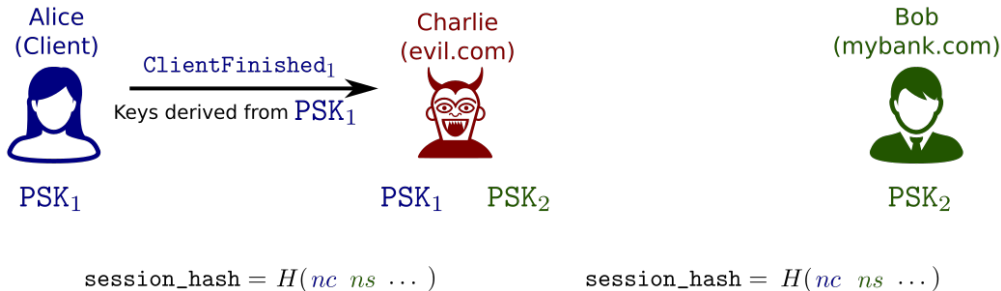 Alice
(Client)
ClientFinished₁
Keys derived from PSK₁
Charlie
(evil.com)
Bob
(mybank.com)
PSK₁
PSK₁ PSK₂
PSK₂
session_hash = H( nc ns ⋯ )
session_hash = H( nc ns ⋯ )